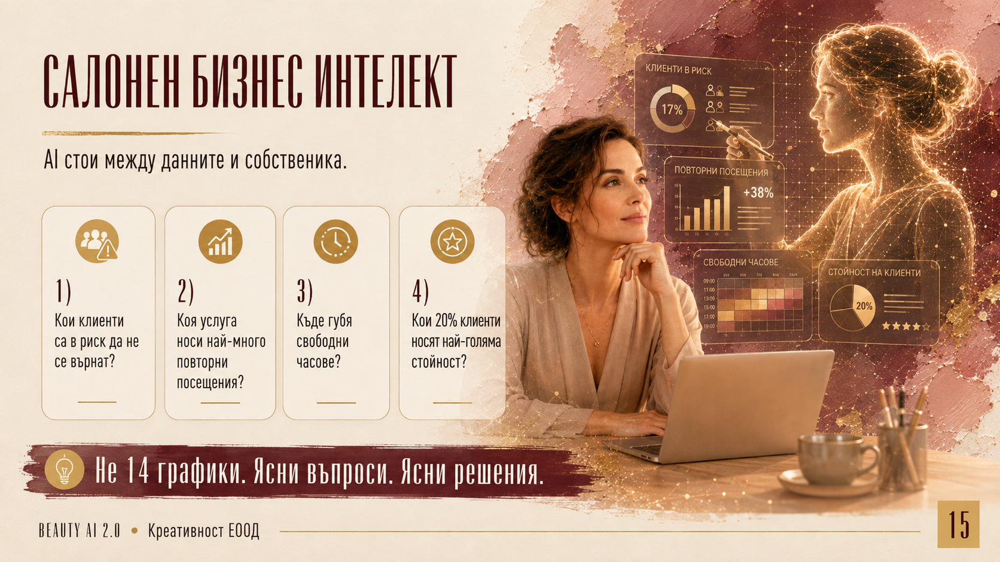 САЛОНЕН БИЗНЕС ИНТЕЛЕКТ
AI стои между данните и собственика.
1)
Кои клиенти
са в риск да не
се върнат?
2)
Коя услуга
носи най-много
повторни
посещения?
3)
Къде губя
свободни
часове?
4)
Кои 20% клиенти
носят най-голяма
стойност?
Не 14 графики. Ясни въпроси. Ясни решения.
BEAUTY AI 2.0 • Креативност ЕООД
15
КЛИЕНТИ В РИСК
17%
ПОВТОРНИ ПОСЕЩЕНИЯ
+38%
СВОБОДНИ ЧАСОВЕ
09:00
11:00
13:00
15:00
17:00
19:00
СТОЙНОСТ НА КЛИЕНТИ
20%